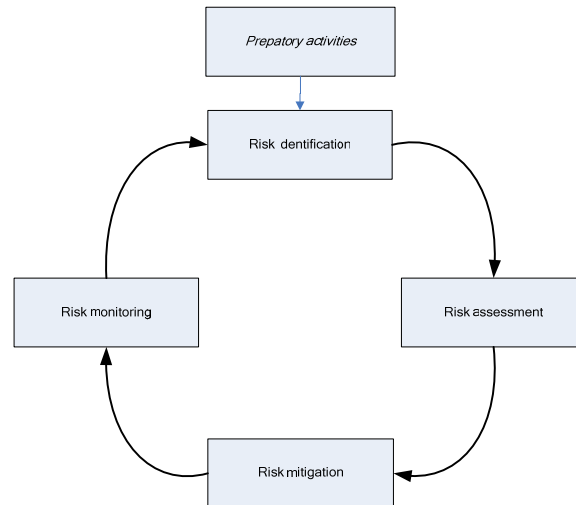 Prepatory activities
Risk dentification
Risk monitoring
Risk assessment
Risk mitigation